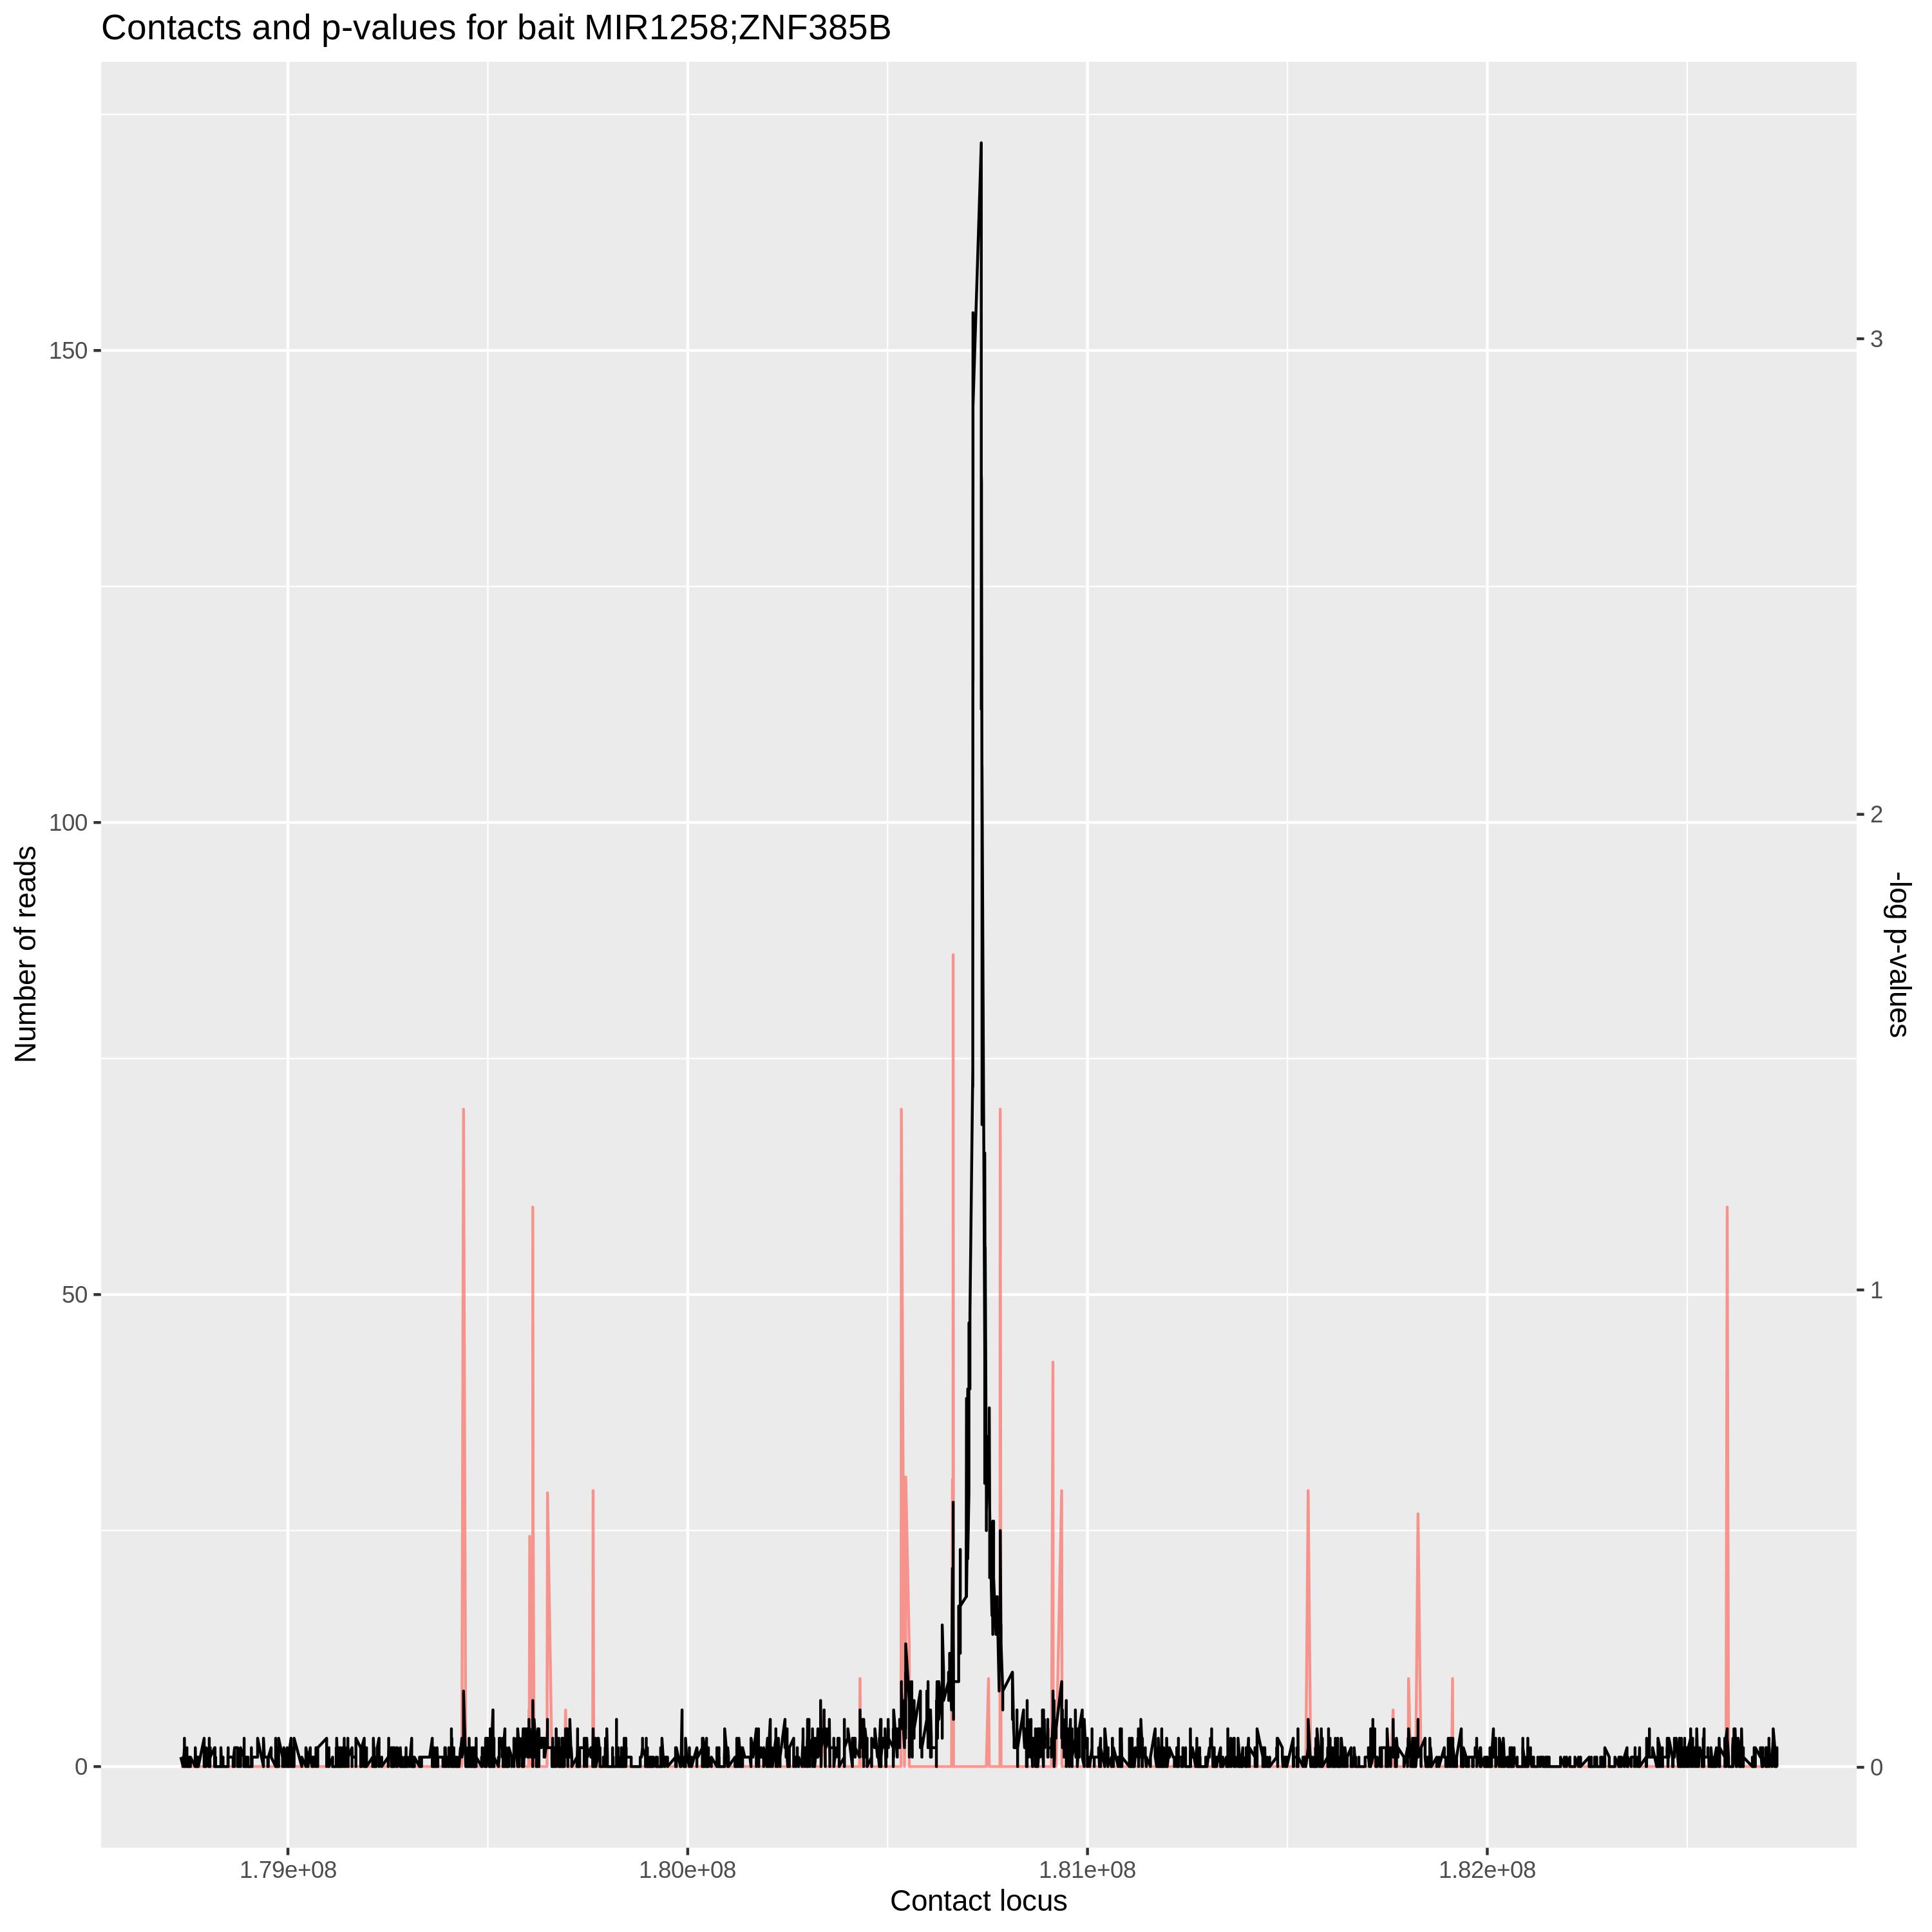 Contacts and p-values for bait MIR1258;ZNF385B
150
100
50
0
Number of reads
3
2
1
0
-log p-values
1.79e+08
1.80e+08
1.81e+08
1.82e+08
Contact locus